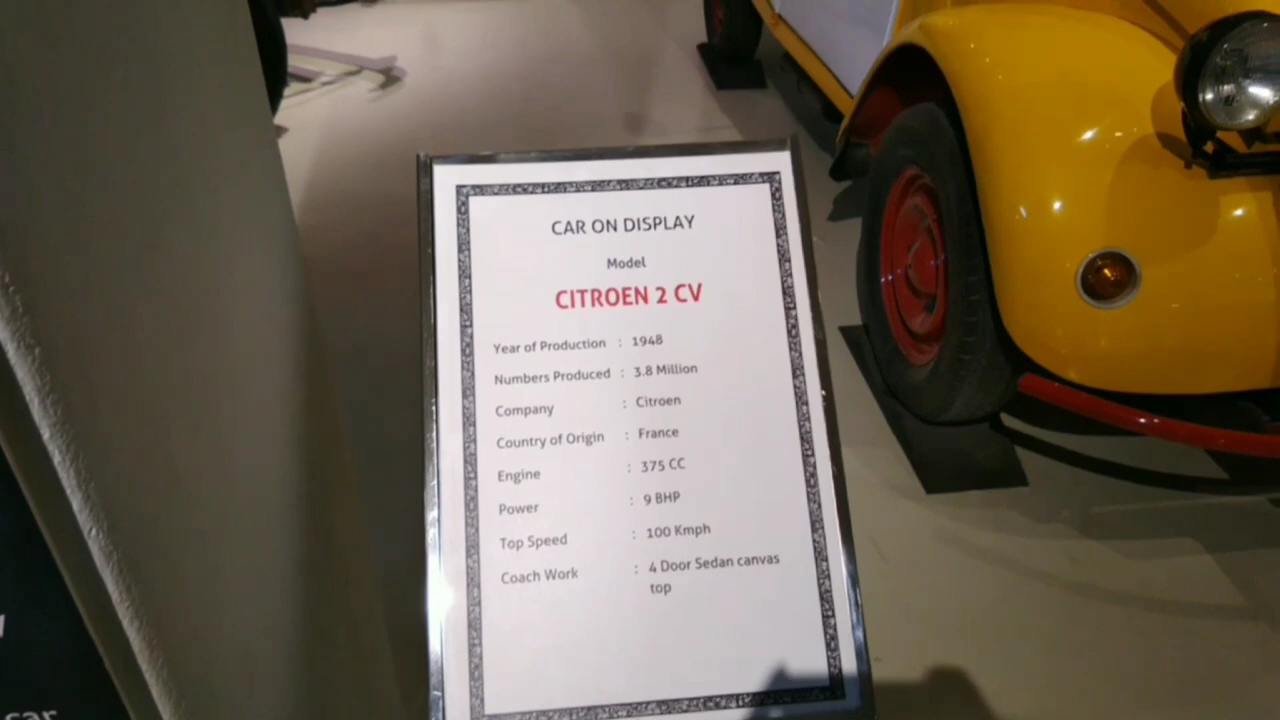 CAR ON DISPLAY
Model
CITROEN 2 CV
Year of Production : 1948
Numbers Produced : 3.8 Million
Company : Citroen
Country of Origin : France
Engine : 375 CC
Power : 9 BHP
Top Speed : 100 Kmph
Coach Work : 4 Door Sedan canvas
top
car